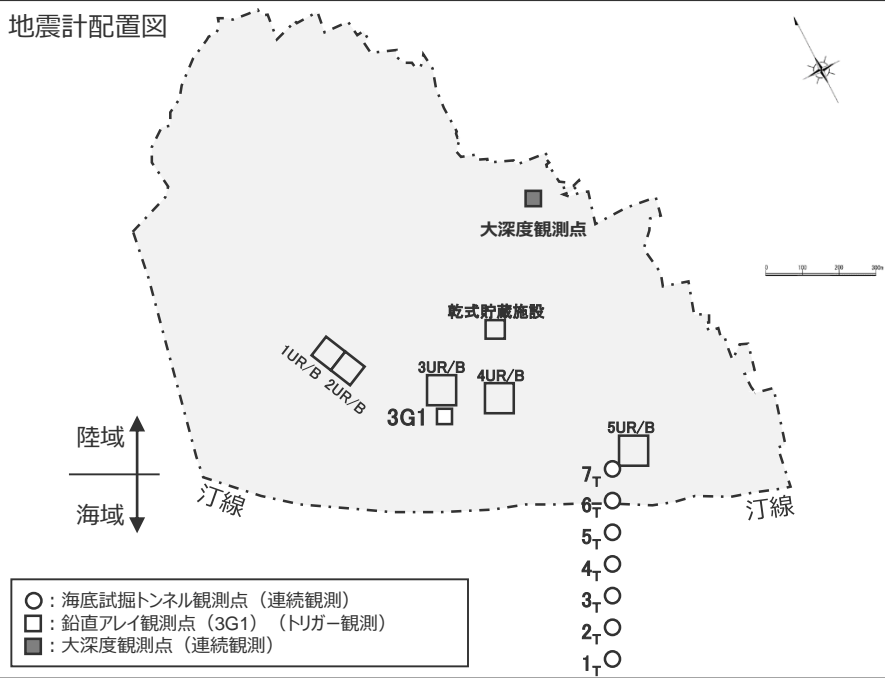 地震計配置図
大深度観測点
0 100 200 300m
乾式貯蔵施設
1UR/B
2UR/B
3UR/B
4UR/B
3G1
5UR/B
陸域
海域
汀線
汀線
7T
6T
5T
4T
3T
2T
1T
：海底試掘トンネル観測点（連続観測）
：鉛直アレイ観測点（3G1）（トリガー観測）
：大深度観測点（連続観測）